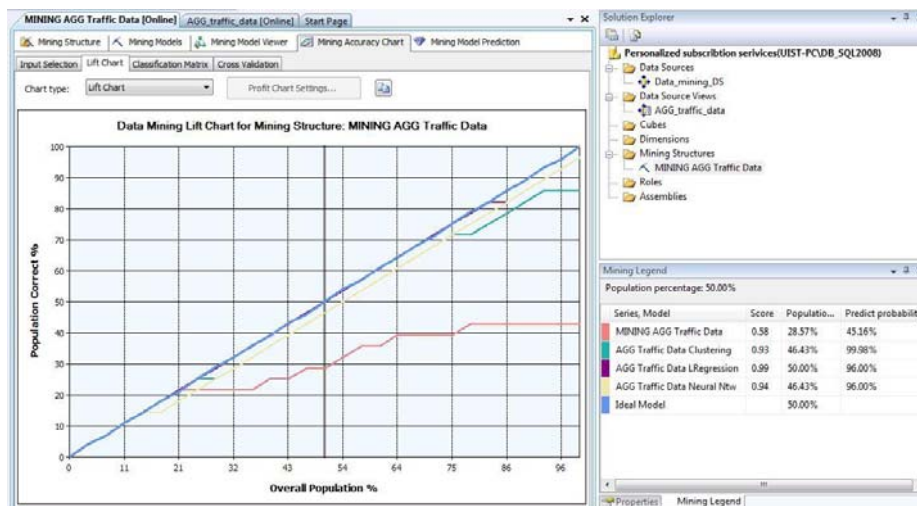 MINING AGG Traffic Data [Online] AGG_traffic_data [Online] Start Page
Mining Structure Mining Models Mining Model Viewer Mining Accuracy Chart Mining Model Prediction
Input Selection Lift Chart Classification Matrix Cross Validation
Chart type: Lift Chart Profit Chart Settings...
Data Mining Lift Chart for Mining Structure: MINING AGG Traffic Data
Population Correct %
100
90
80
70
60
50
40
30
20
10
0
0 11 21 32 43 54 64 75 86 96
Overall Population %
Solution Explorer
Personalized subscribtion serivices(UIST-PC\DB_SQL2008)
Data Sources
Data_mining_DS
Data Source Views
AGG_traffic_data
Cubes
Dimensions
Mining Structures
MINING AGG Traffic Data
Roles
Assemblies
Mining Legend
Population percentage: 50.00%
Series, Model Score Populatio... Predict probabilit
MINING AGG Traffic Data 0.58 28.57% 45.16%
AGG Traffic Data Clustering 0.93 46.43% 99.98%
AGG Traffic Data LRegression 0.99 50.00% 96.00%
AGG Traffic Data Neural Ntw 0.94 46.43% 96.00%
Ideal Model 50.00%
Properties Mining Legend